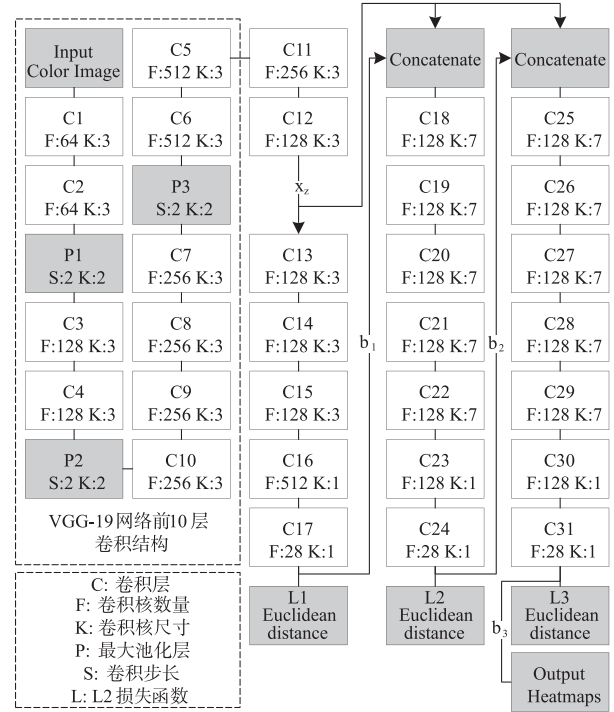 Input
Color Image
C1
F:64 K:3
C2
F:64 K:3
P1
S:2 K:2
C3
F:128 K:3
C4
F:128 K:3
P2
S:2 K:2
C5
F:512 K:3
C6
F:512 K:3
P3
S:2 K:2
C7
F:256 K:3
C8
F:256 K:3
C9
F:256 K:3
C10
F:256 K:3
VGG-19网络前10层
卷积结构
C: 卷积层
F: 卷积核数量
K: 卷积核尺寸
P: 最大池化层
S: 卷积步长
L: L2损失函数
C11
F:256 K:3
C12
F:128 K:3
xz
C13
F:128 K:3
C14
F:128 K:3
C15
F:128 K:3
C16
F:512 K:1
C17
F:28 K:1
L1
Euclidean
distance
b1
Concatenate
C18
F:128 K:7
C19
F:128 K:7
C20
F:128 K:7
C21
F:128 K:7
C22
F:128 K:7
C23
F:128 K:1
C24
F:28 K:1
L2
Euclidean
distance
b2
Concatenate
C25
F:128 K:7
C26
F:128 K:7
C27
F:128 K:7
C28
F:128 K:7
C29
F:128 K:7
C30
F:128 K:1
C31
F:28 K:1
L3
Euclidean
distance
b3
Output
Heatmaps